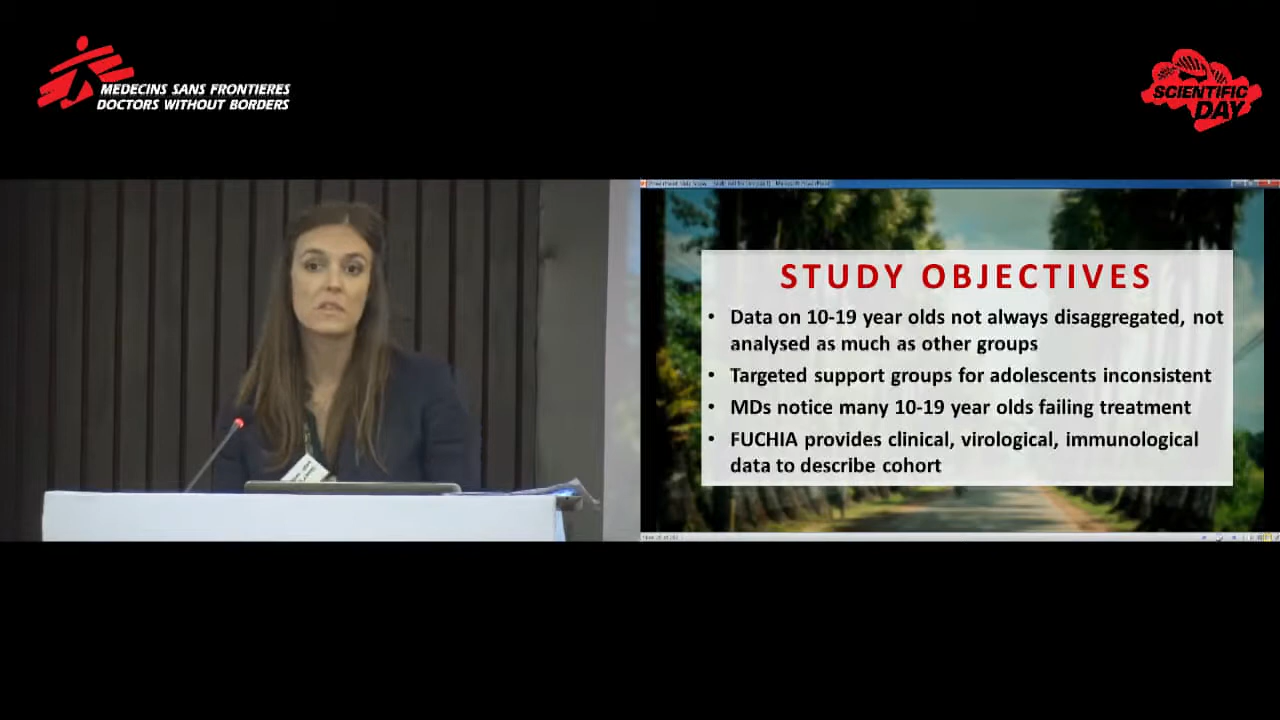 MEDECINS SANS FRONTIERES
DOCTORS WITHOUT BORDERS
SCIENTIFIC
DAY
STUDY OBJECTIVES
• Data on 10-19 year olds not always disaggregated, not
analysed as much as other groups
• Targeted support groups for adolescents inconsistent
• MDs notice many 10-19 year olds failing treatment
• FUCHIA provides clinical, virological, immunological
data to describe cohort